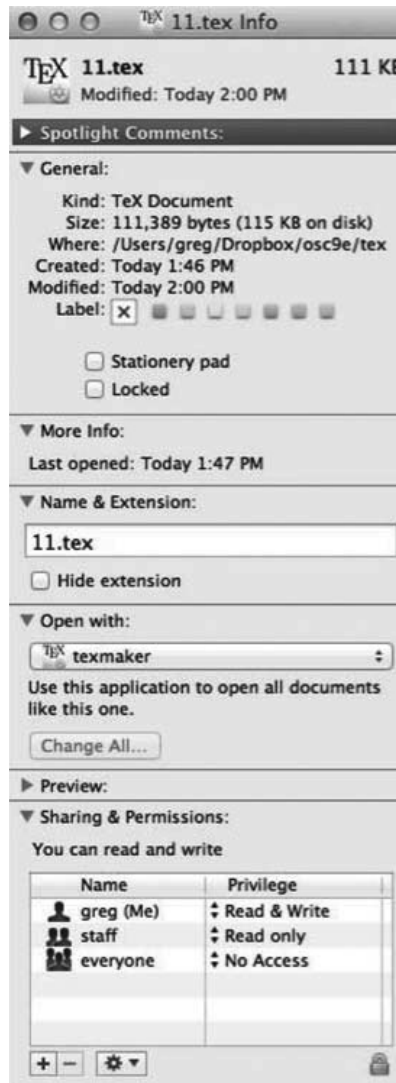 TEX 11.tex Info
TEX 11.tex 111 KB
Modified: Today 2:00 PM
Spotlight Comments:
General:
Kind: TeX Document
Size: 111,389 bytes (115 KB on disk)
Where: /Users/greg/Dropbox/osc9e/tex
Created: Today 1:46 PM
Modified: Today 2:00 PM
Label:
Stationery pad
Locked
More Info:
Last opened: Today 1:47 PM
Name & Extension:
11.tex
Hide extension
Open with:
TEX texmaker
Use this application to open all documents
like this one.
Change All...
Preview:
Sharing & Permissions:
You can read and write
Name Privilege
greg (Me) Read & Write
staff Read only
everyone No Access